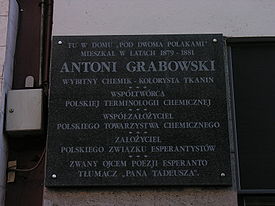 TU W DOMU „POD DWOMA POLAKAMI"
MIESZKAŁ W LATACH 1879 - 1881
ANTONI GRABOWSKI
WYBITNY CHEMIK - KOLORYSTA TKANIN
WSPÓŁTWÓRCA
POLSKIEJ TERMINOLOGII CHEMICZNEJ
WSPÓŁZAŁOŻYCIEL
POLSKIEGO TOWARZYSTWA CHEMICZNEGO
ZAŁOŻYCIEL
POLSKIEGO ZWIĄZKU ESPERANTYSTÓW
ZWANY OJCEM POEZJI ESPERANTO
TŁUMACZ „PANA TADEUSZA"